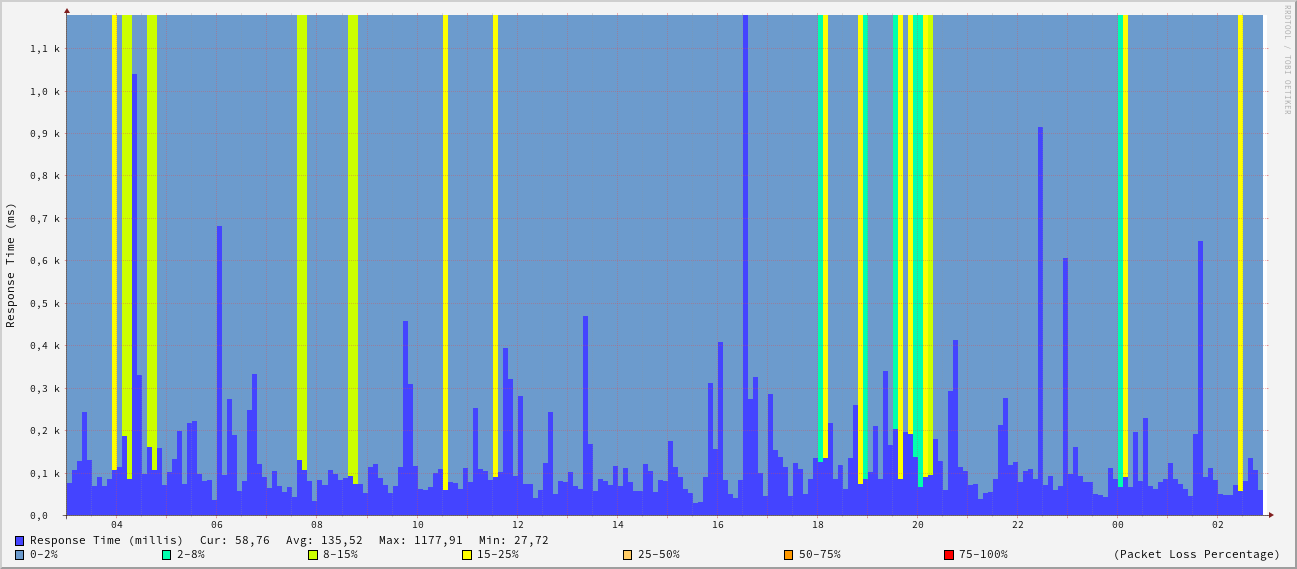 RRDTOOL / TOBI OETIKER
Response Time (ms)
1,1 k
1,0 k
0,9 k
0,8 k
0,7 k
0,6 k
0,5 k
0,4 k
0,3 k
0,2 k
0,1 k
0,0
04 06 08 10 12 14 16 18 20 22 00 02
Response Time (millis) Cur: 58,76 Avg: 135,52 Max: 1177,91 Min: 27,72
0-2% 2-8% 8-15% 15-25% 25-50% 50-75% 75-100% (Packet Loss Percentage)